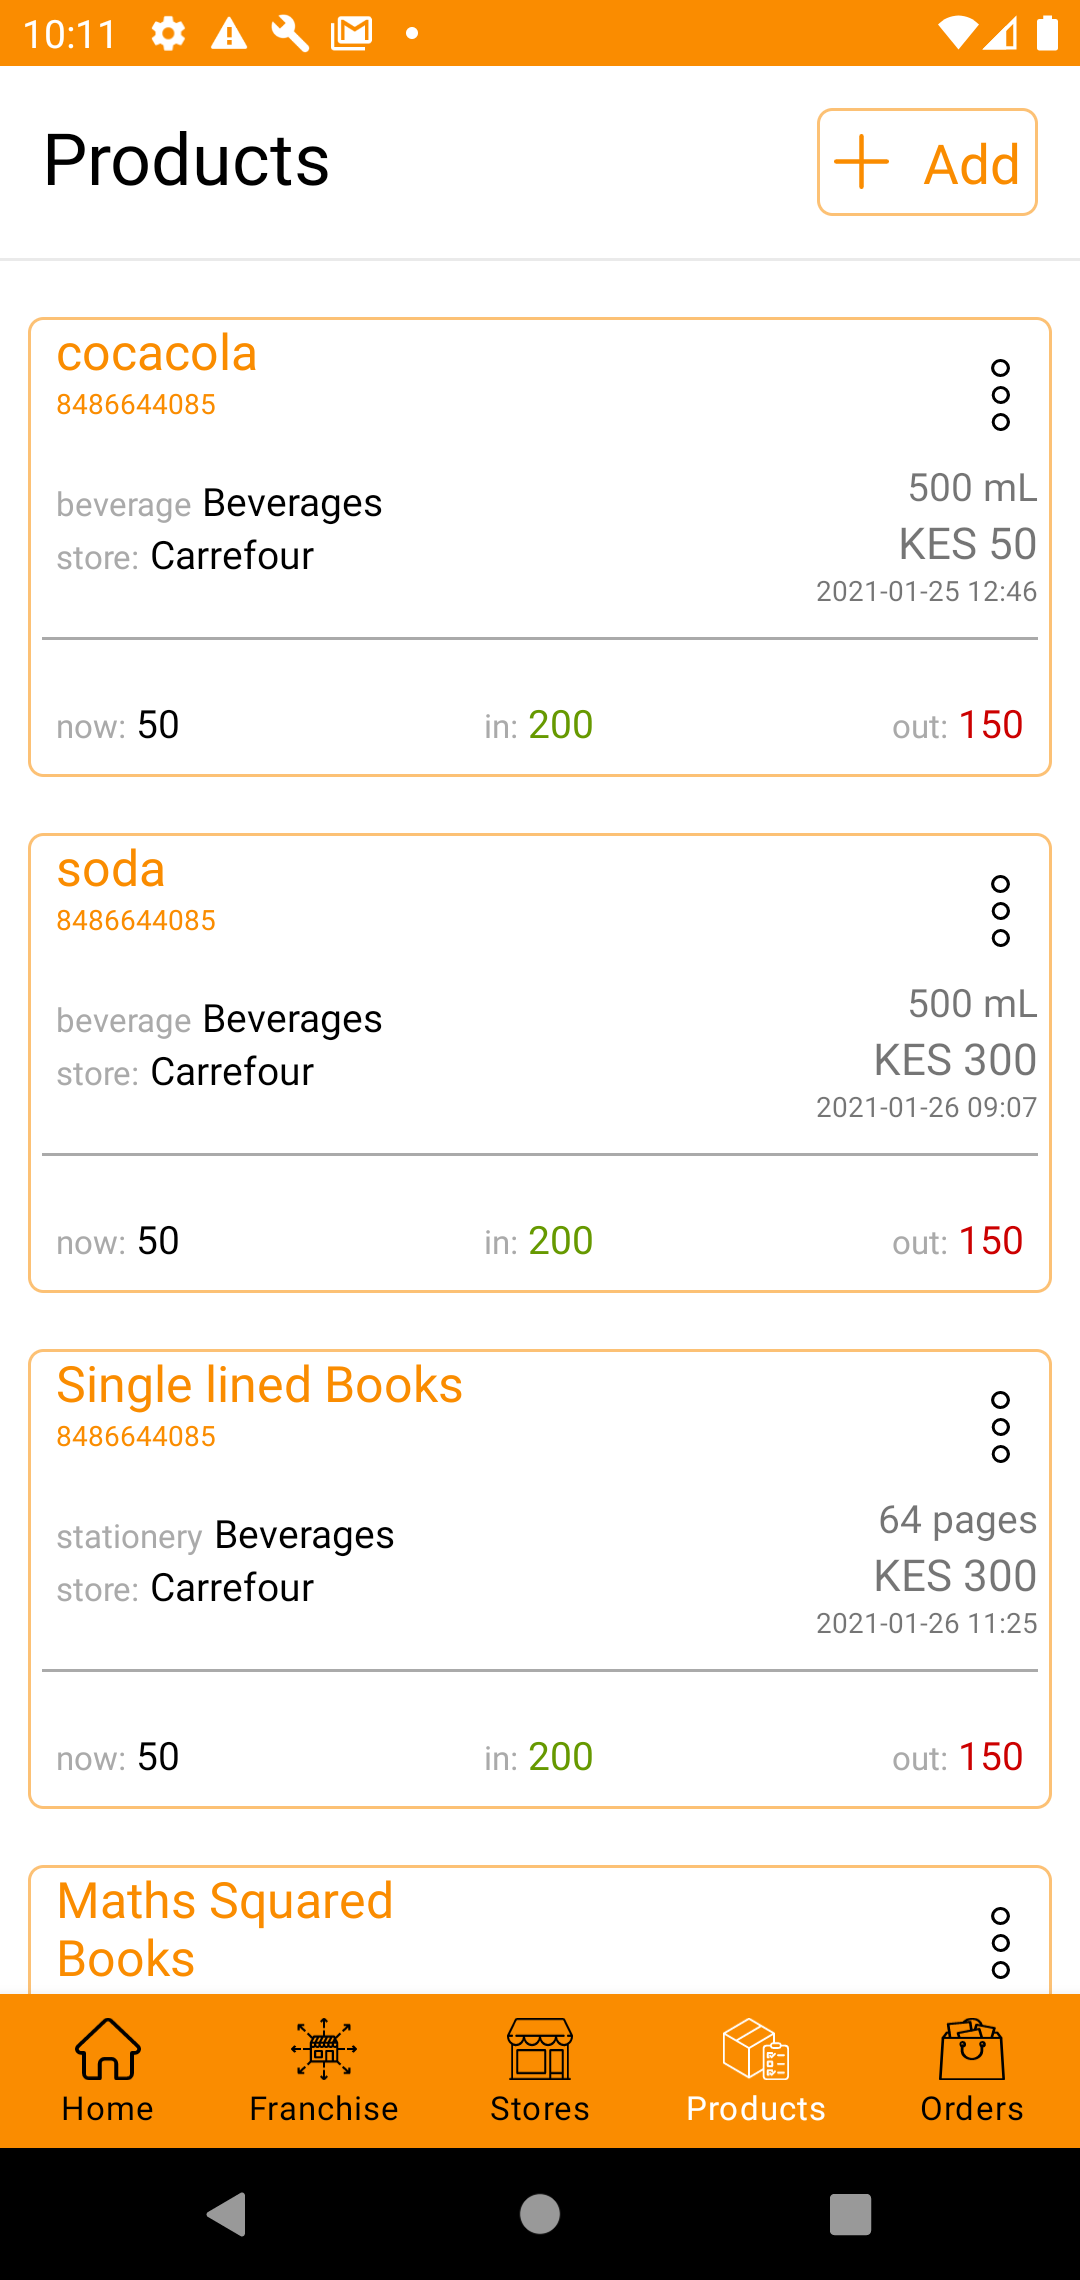 10:11
Products
Add
cocacola
8486644085
beverage Beverages
500 mL
store: Carrefour
KES 50
2021-01-25 12:46
now: 50 in: 200 out: 150
soda
8486644085
beverage Beverages
500 mL
store: Carrefour
KES 300
2021-01-26 09:07
now: 50 in: 200 out: 150
Single lined Books
8486644085
stationery Beverages
64 pages
store: Carrefour
KES 300
2021-01-26 11:25
now: 50 in: 200 out: 150
Maths Squared
Books
Home Franchise Stores Products Orders